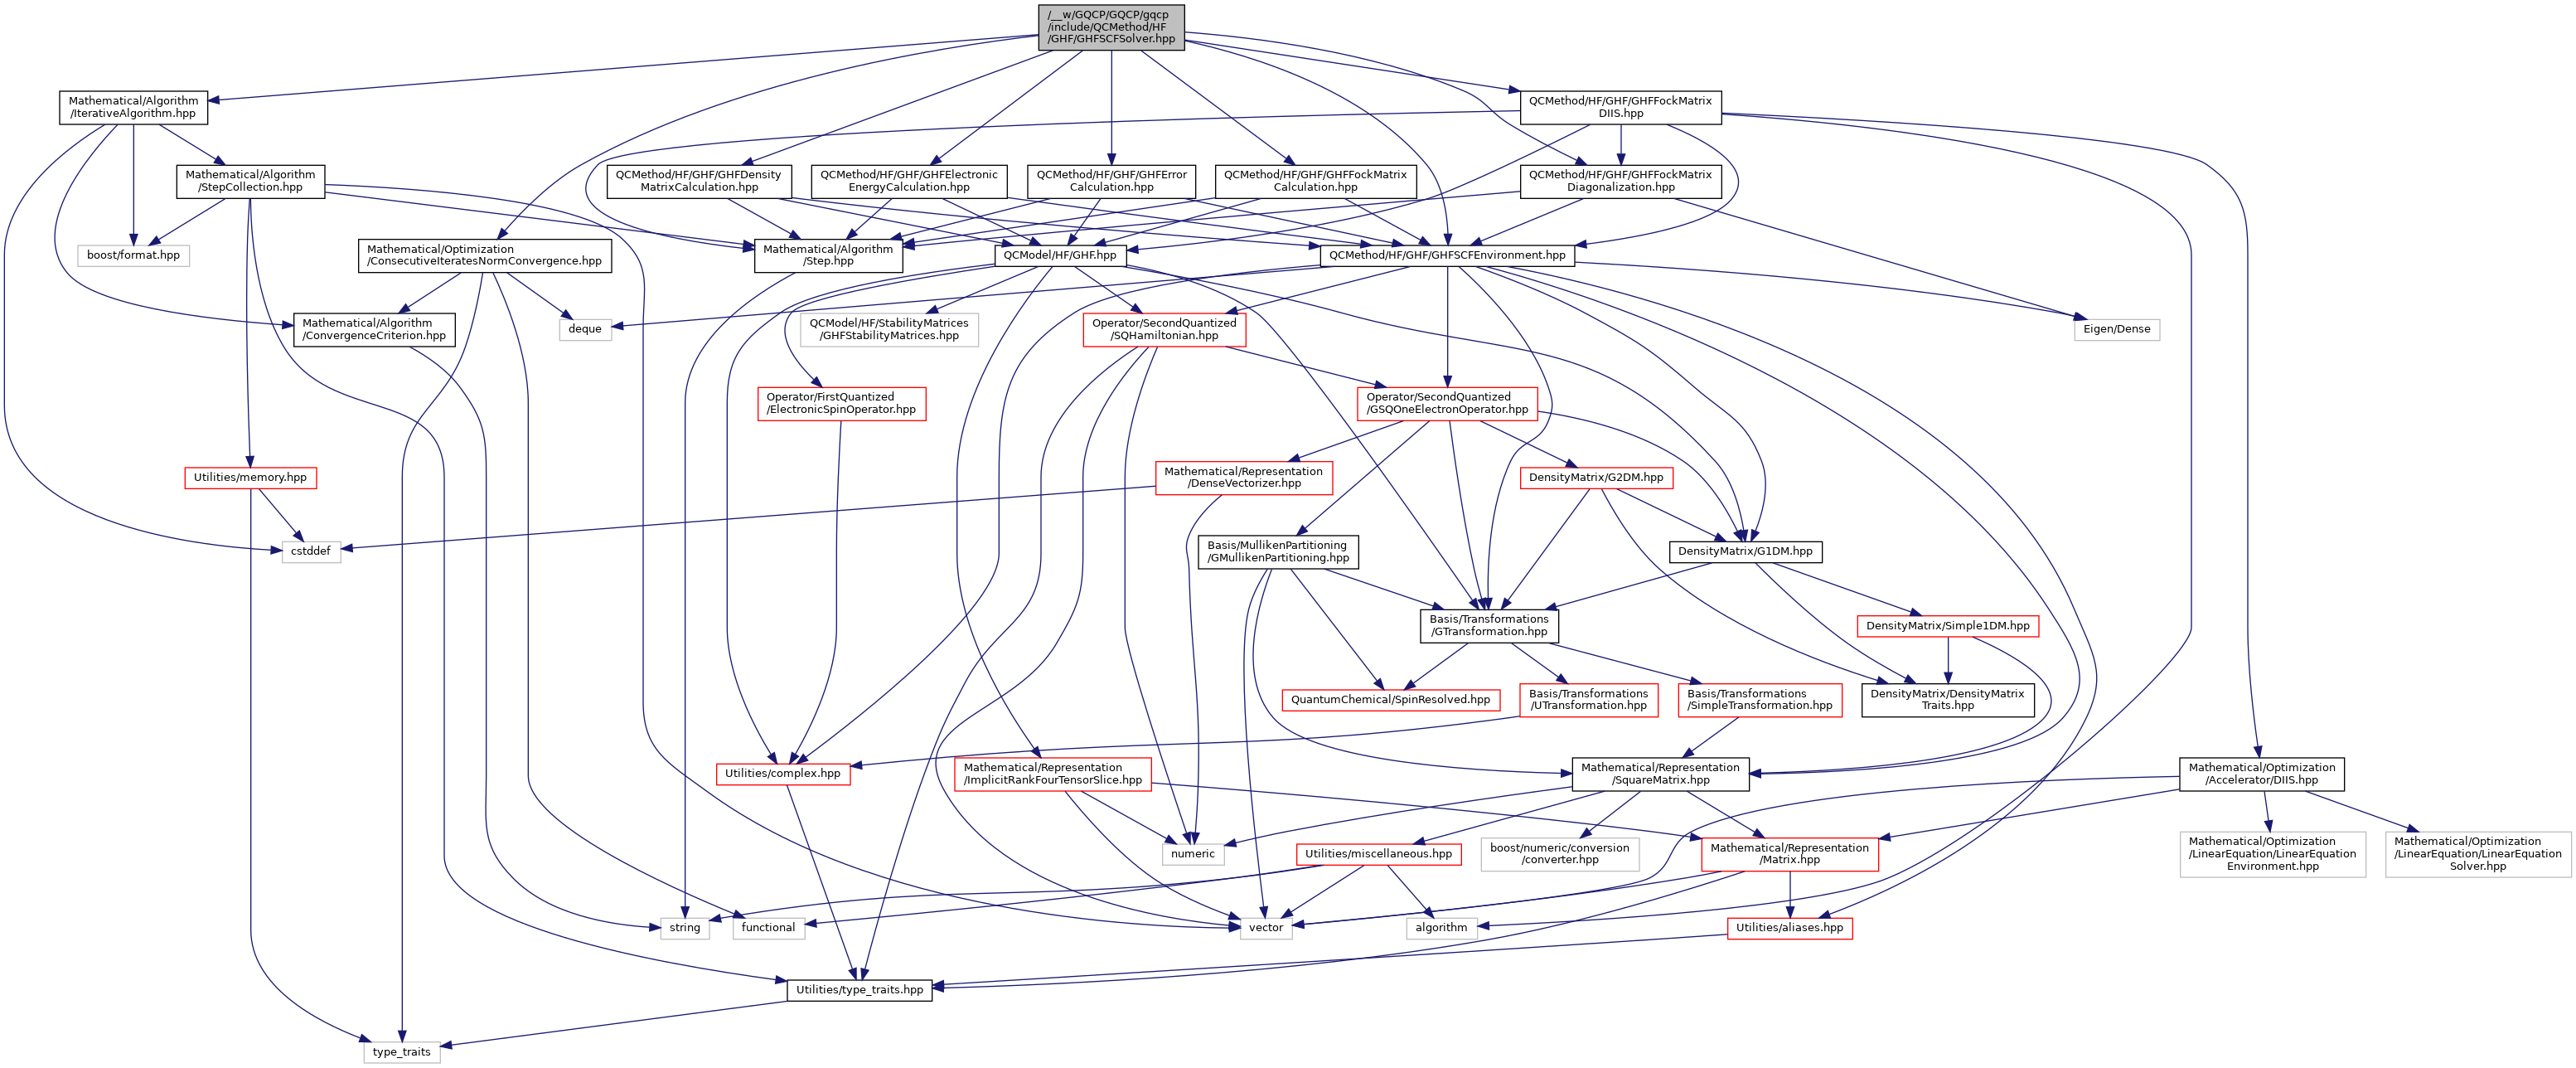 /__w/GQCP/GQCP/gqcp
/include/QCMethod/HF
/GHF/GHFSCFSolver.hpp
Mathematical/Algorithm
/IterativeAlgorithm.hpp
QCMethod/HF/GHF/GHFFockMatrix
DIIS.hpp
Mathematical/Algorithm
/StepCollection.hpp
QCMethod/HF/GHF/GHFDensity
MatrixCalculation.hpp
QCMethod/HF/GHF/GHFElectronic
EnergyCalculation.hpp
QCMethod/HF/GHF/GHFError
Calculation.hpp
QCMethod/HF/GHF/GHFFockMatrix
Calculation.hpp
QCMethod/HF/GHF/GHFFockMatrix
Diagonalization.hpp
boost/format.hpp
Mathematical/Optimization
/ConsecutiveIteratesNormConvergence.hpp
Mathematical/Algorithm
/Step.hpp
QCModel/HF/GHF.hpp
QCMethod/HF/GHF/GHFSCFEnvironment.hpp
Mathematical/Algorithm
/ConvergenceCriterion.hpp
deque
QCModel/HF/StabilityMatrices
/GHFStabilityMatrices.hpp
Operator/SecondQuantized
/SQHamiltonian.hpp
Eigen/Dense
Operator/FirstQuantized
/ElectronicSpinOperator.hpp
Operator/SecondQuantized
/GSQOneElectronOperator.hpp
Utilities/memory.hpp
Mathematical/Representation
/DenseVectorizer.hpp
DensityMatrix/G2DM.hpp
cstddef
Basis/MullikenPartitioning
/GMullikenPartitioning.hpp
DensityMatrix/G1DM.hpp
Basis/Transformations
/GTransformation.hpp
DensityMatrix/Simple1DM.hpp
QuantumChemical/SpinResolved.hpp
Basis/Transformations
/UTransformation.hpp
Basis/Transformations
/SimpleTransformation.hpp
DensityMatrix/DensityMatrix
Traits.hpp
Utilities/complex.hpp
Mathematical/Representation
/ImplicitRankFourTensorSlice.hpp
Mathematical/Representation
/SquareMatrix.hpp
Mathematical/Optimization
/Accelerator/DIIS.hpp
numeric
Utilities/miscellaneous.hpp
boost/numeric/conversion
/converter.hpp
Mathematical/Representation
/Matrix.hpp
Mathematical/Optimization
/LinearEquation/LinearEquation
Environment.hpp
Mathematical/Optimization
/LinearEquation/LinearEquation
Solver.hpp
string
functional
vector
algorithm
Utilities/aliases.hpp
Utilities/type_traits.hpp
type_traits